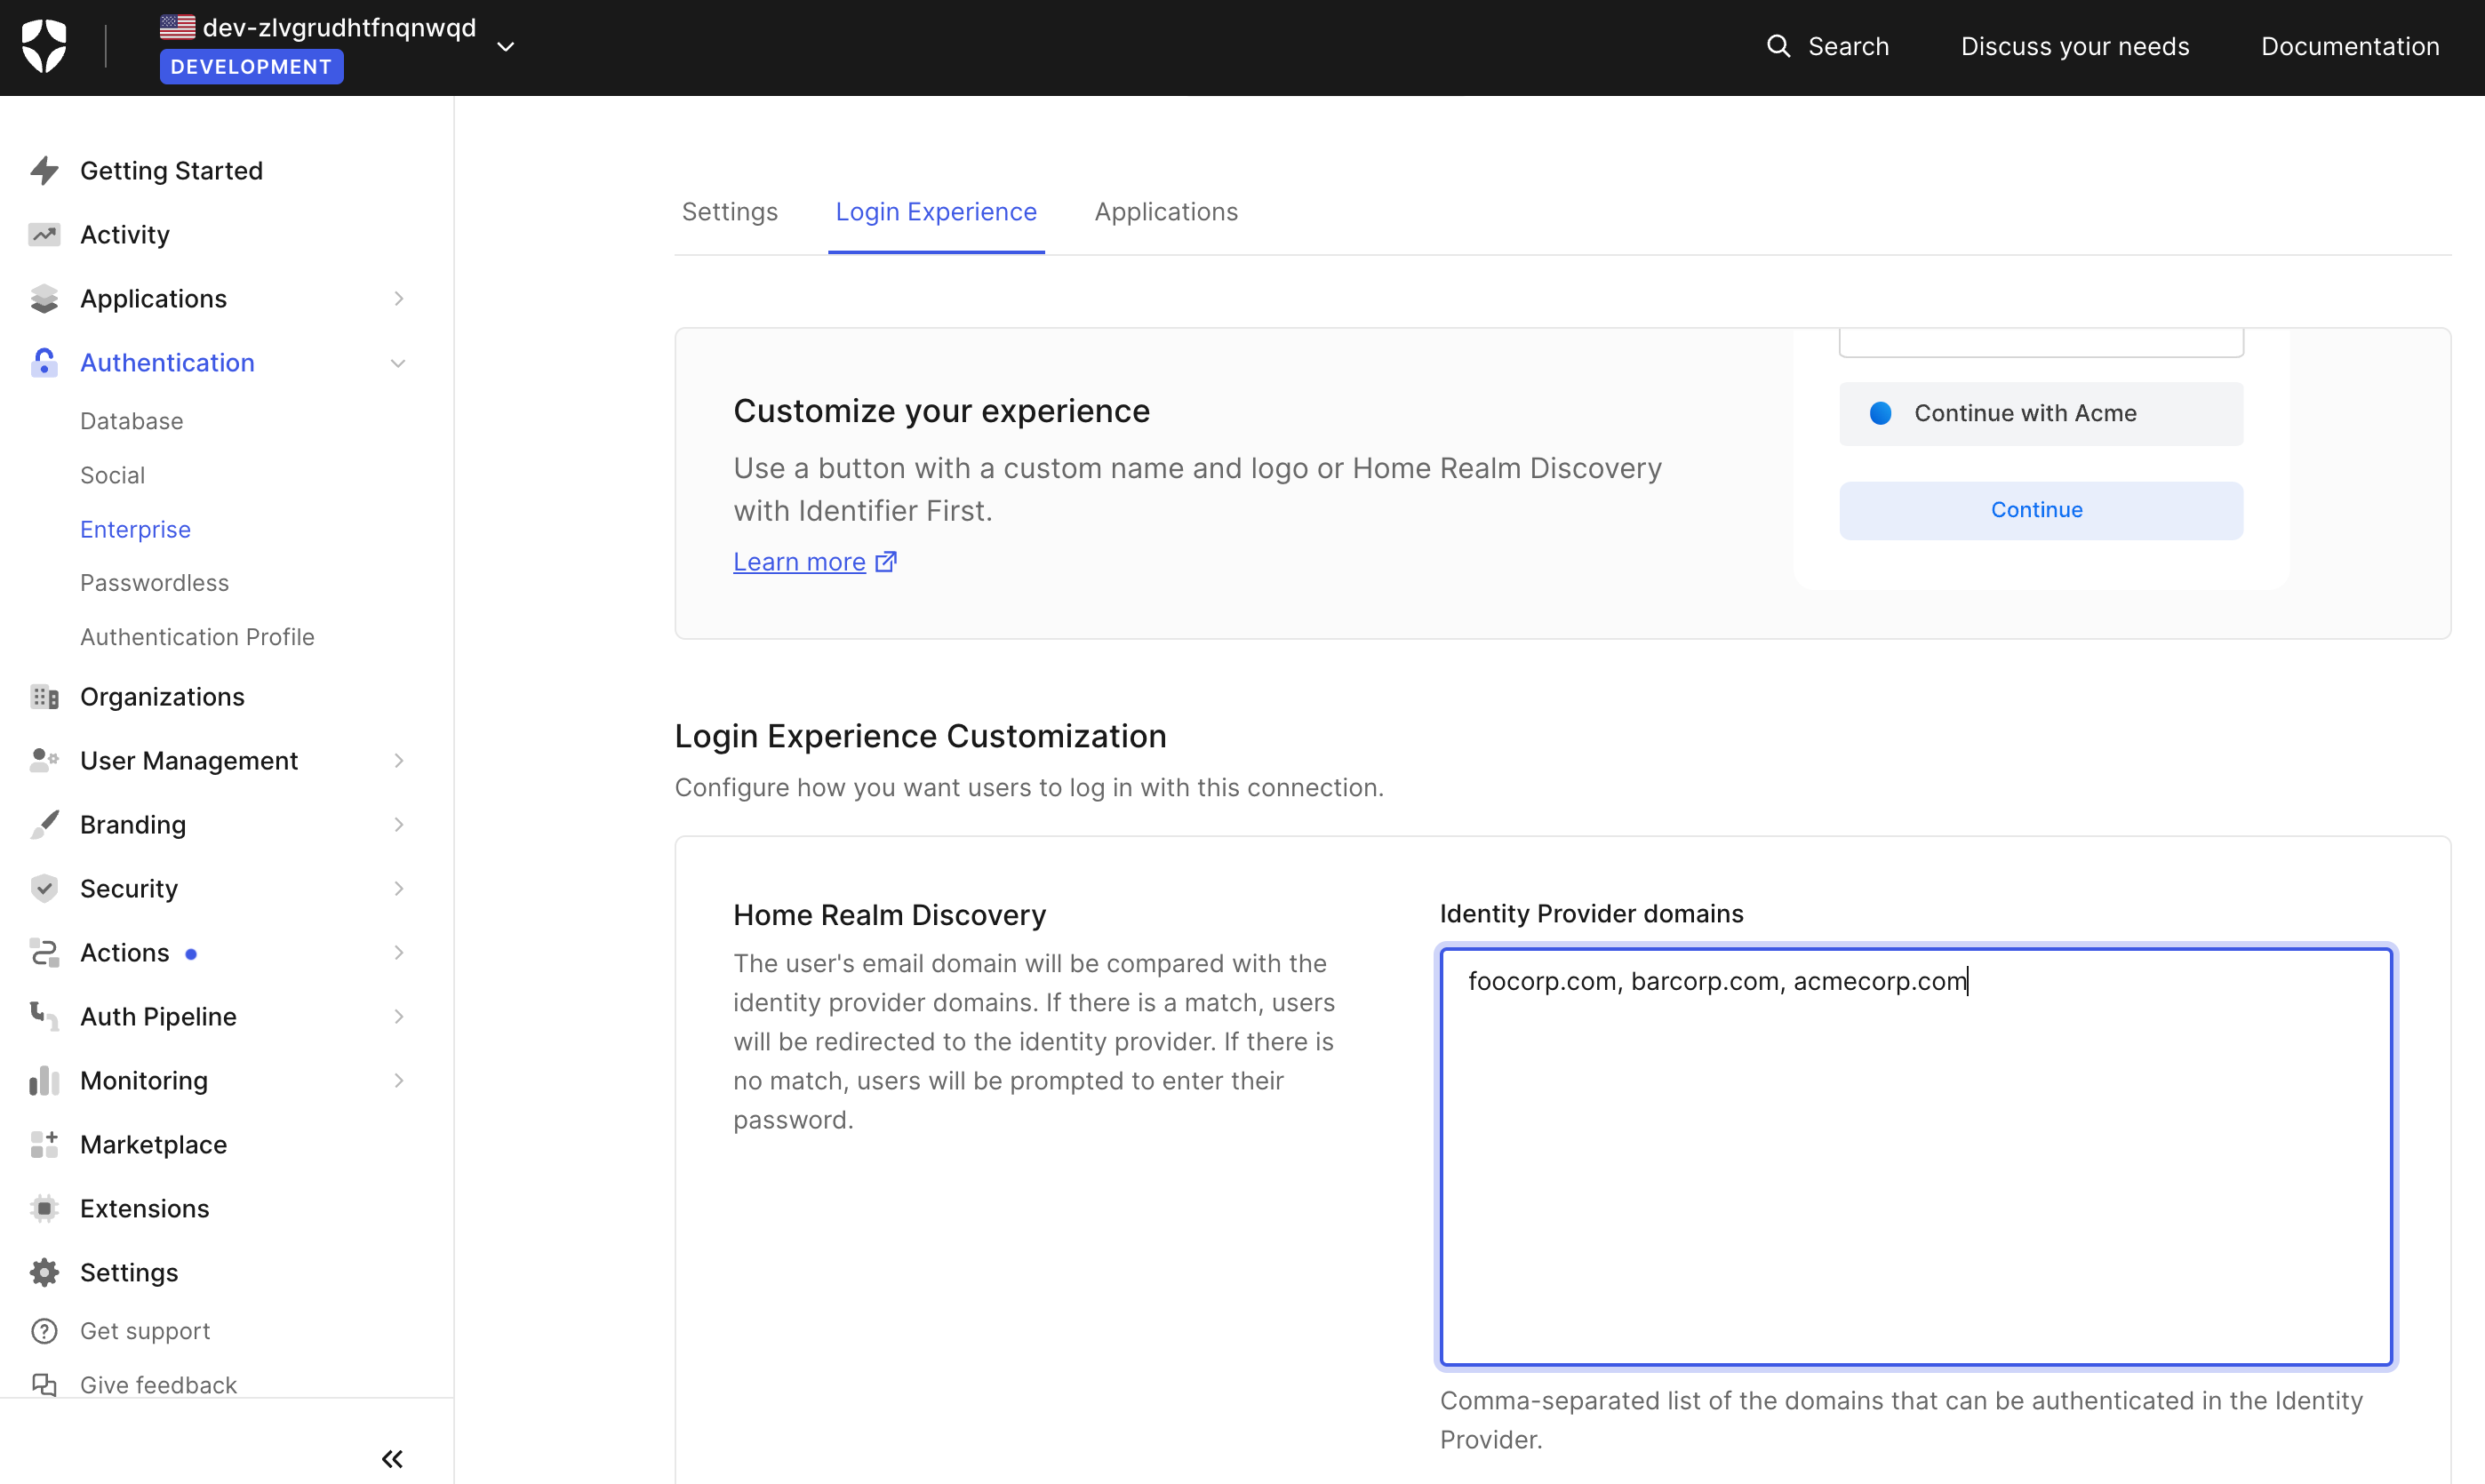 dev-zlvgrudhtfnqnwqd
DEVELOPMENT
Search
Discuss your needs
Documentation
Getting Started
Activity
Applications
Authentication
Database
Social
Enterprise
Passwordless
Authentication Profile
Organizations
User Management
Branding
Security
Actions
Auth Pipeline
Monitoring
Marketplace
Extensions
Settings
Get support
Give feedback
Settings
Login Experience
Applications
Customize your experience
Use a button with a custom name and logo or Home Realm Discovery
with Identifier First.
Learn more
Continue with Acme
Continue
Login Experience Customization
Configure how you want users to log in with this connection.
Home Realm Discovery
The user's email domain will be compared with the
identity provider domains. If there is a match, users
will be redirected to the identity provider. If there is
no match, users will be prompted to enter their
password.
Identity Provider domains
foocorp.com, barcorp.com, acmecorp.com
Comma-separated list of the domains that can be authenticated in the Identity
Provider.